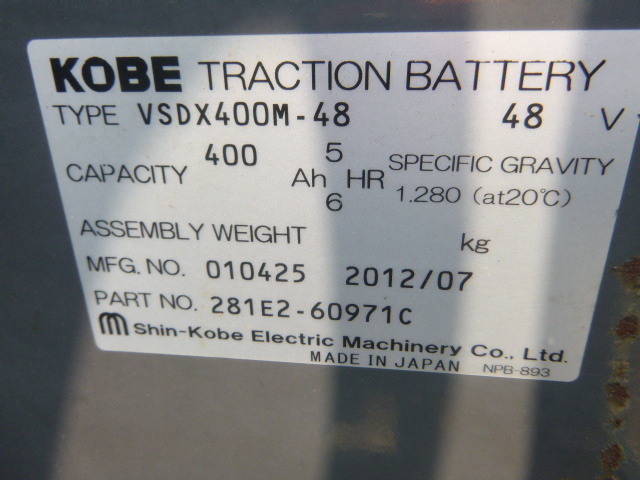 KOBE TRACTION BATTERY
TYPE VSDX400M-48 48 V
CAPACITY 400 Ah 5 HR SPECIFIC GRAVITY
6 1.280 (at20℃)
ASSEMBLY WEIGHT kg
MFG. NO. 010425 2012/07
PART NO. 281E2-60971C
Shin-Kobe Electric Machinery Co., Ltd.
MADE IN JAPAN NPB-893